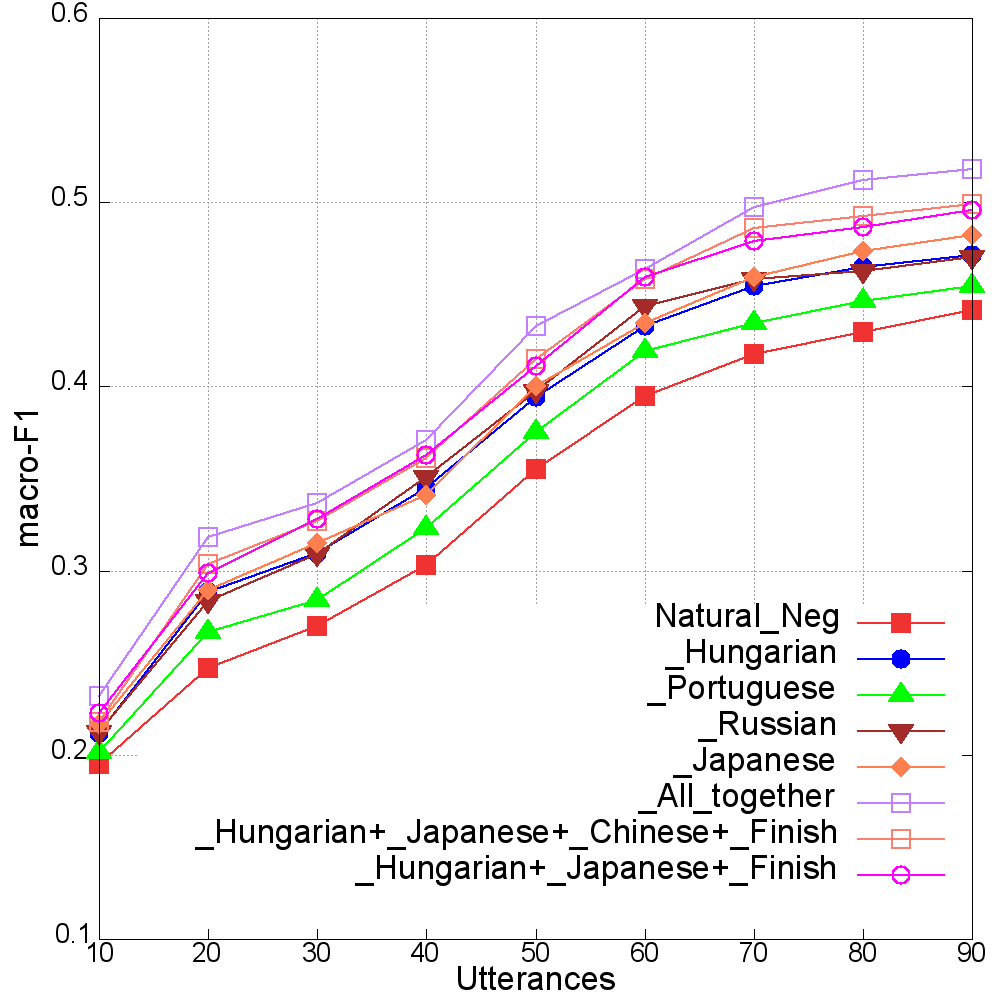 0.6
0.5
0.4
0.3
0.2
0.1
macro-F1
Natural_Neg
_Hungarian
_Portuguese
_Russian
_Japanese
_All_together
_Hungarian+_Japanese+_Chinese+_Finish
_Hungarian+_Japanese+_Finish
10 20 30 40 50 60 70 80 90
Utterances